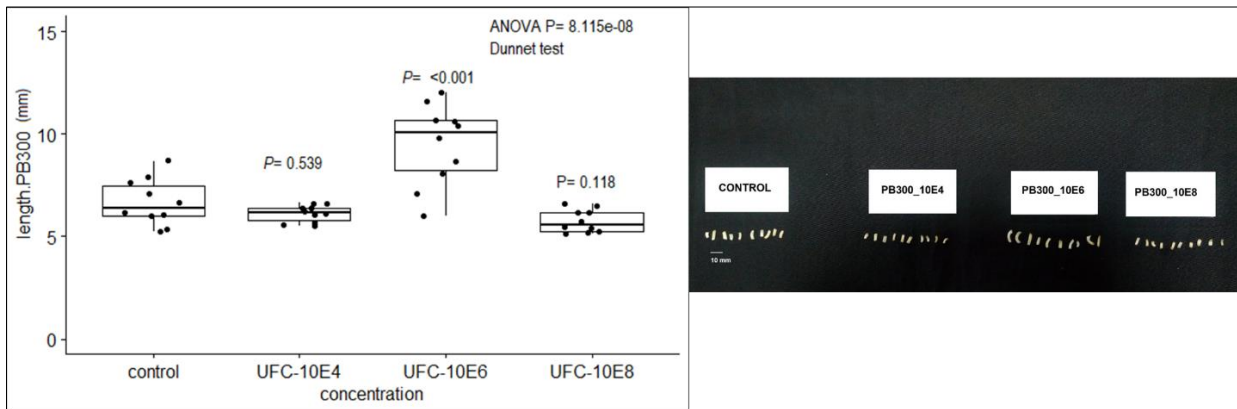 15
10
5
0
length.PB300 (mm)
ANOVA P= 8.115e-08
Dunnet test
P= <0.001
P= 0.539
P= 0.118
control
UFC-10E4
UFC-10E6
UFC-10E8
concentration
CONTROL
PB300_10E4
PB300_10E6
PB300_10E8
10 mm